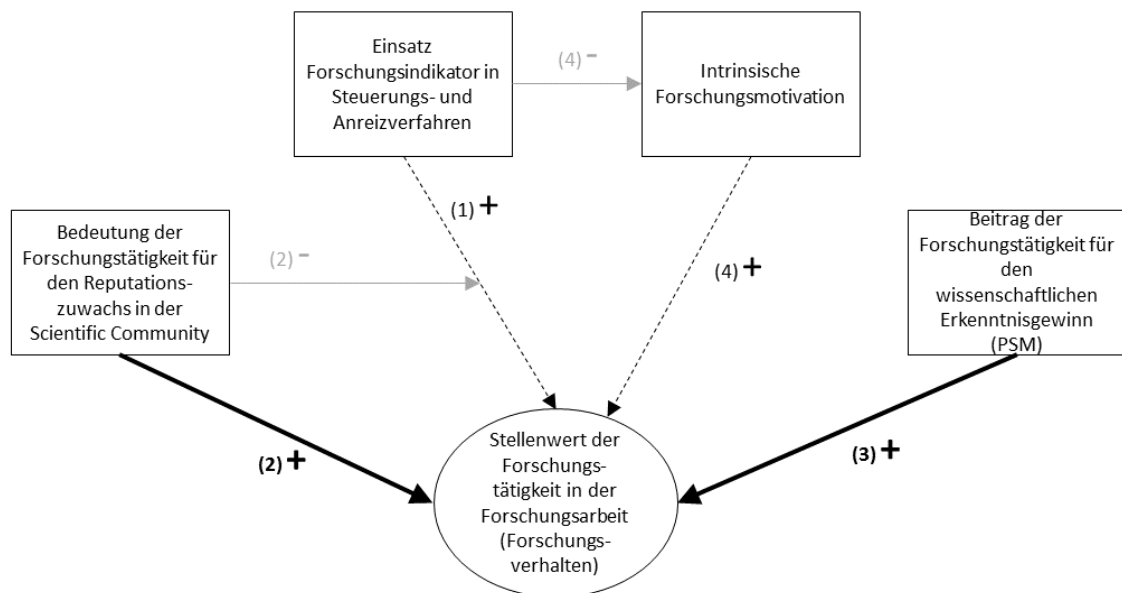 Einsatz
Forschungsindikator in
Steuerungs- und
Anreizverfahren
(4) -
Intrinsische
Forschungsmotivation
(1) +
Bedeutung der
Forschungstätigkeit für
den Reputations-
zuwachs in der
Scientific Community
(2) -
(4) +
Beitrag der
Forschungstätigkeit für
den
wissenschaftlichen
Erkenntnisgewinn
(PSM)
(2) +
Stellenwert der
Forschungs-
tätigkeit in der
Forschungsarbeit
(Forschungs-
verhalten)
(3) +